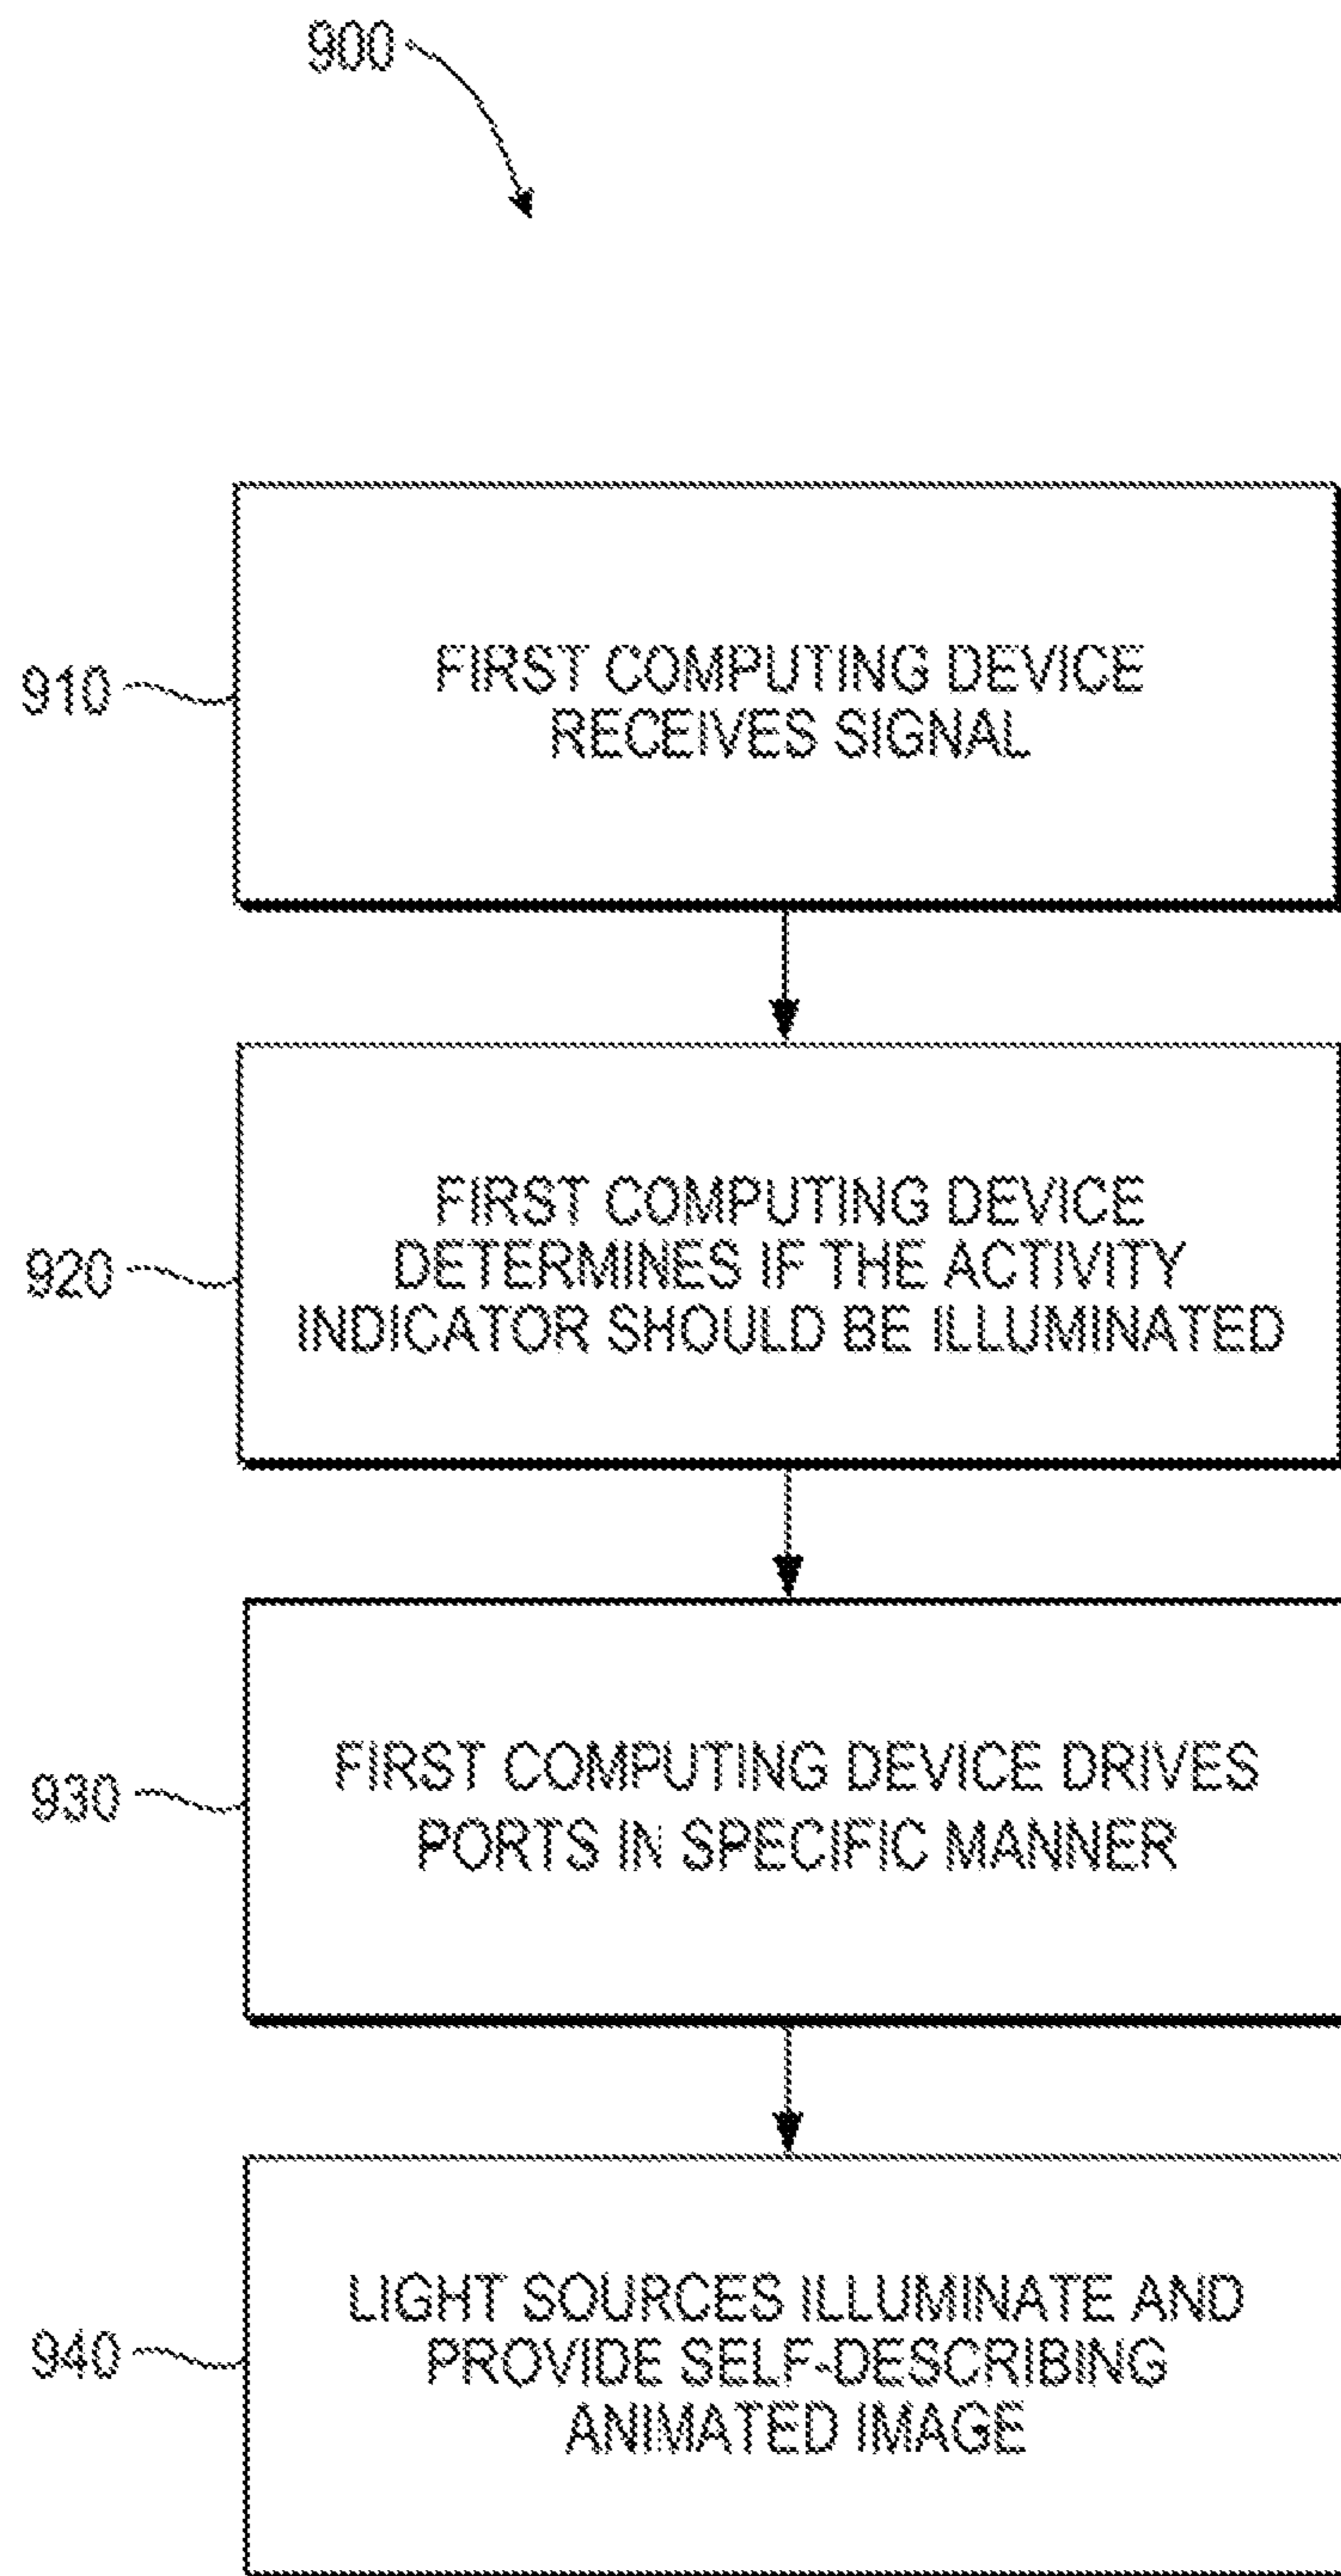 900
910
FIRST COMPUTING DEVICE
RECEIVES SIGNAL
920
FIRST COMPUTING DEVICE
DETERMINES IF THE ACTIVITY
INDICATOR SHOULD BE ILLUMINATED
930
FIRST COMPUTING DEVICE DRIVES
PORTS IN SPECIFIC MANNER
940
LIGHT SOURCES ILLUMINATE AND
PROVIDE SELF-DESCRIBING
ANIMATED IMAGE